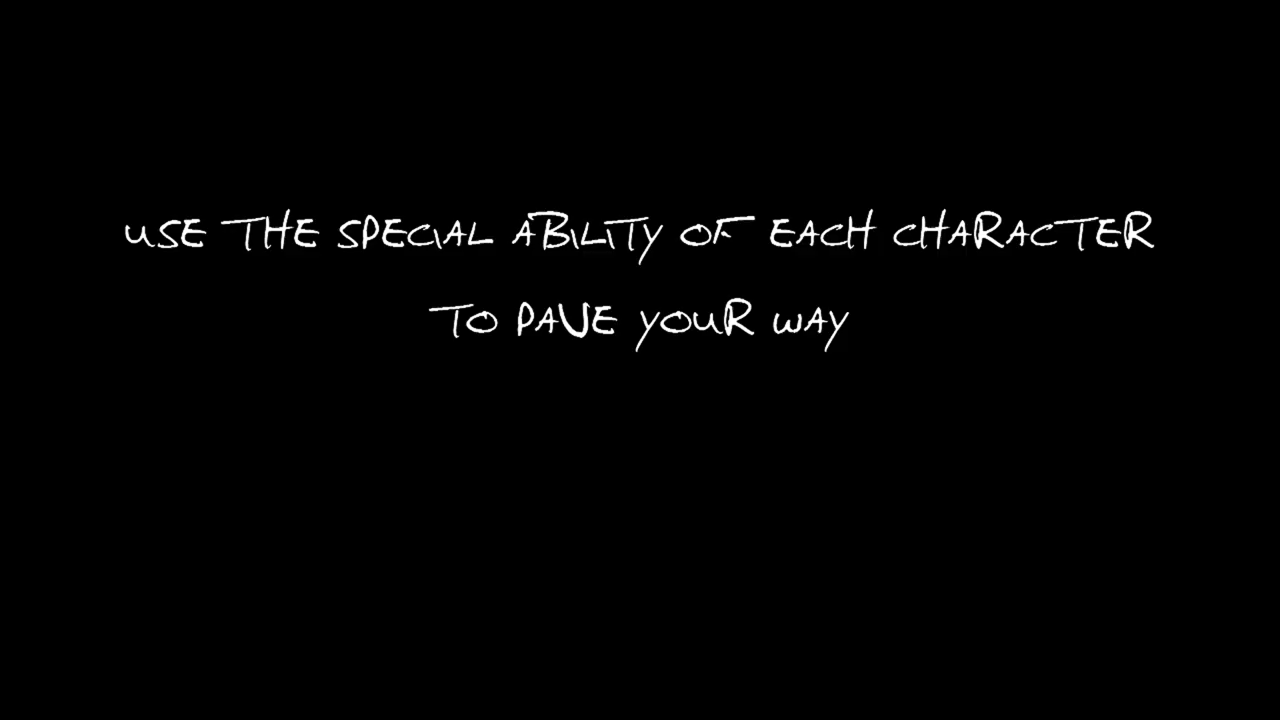 USE THE SPECIAL ABILITY OF EACH CHARACTER
TO PAVE YOUR WAY